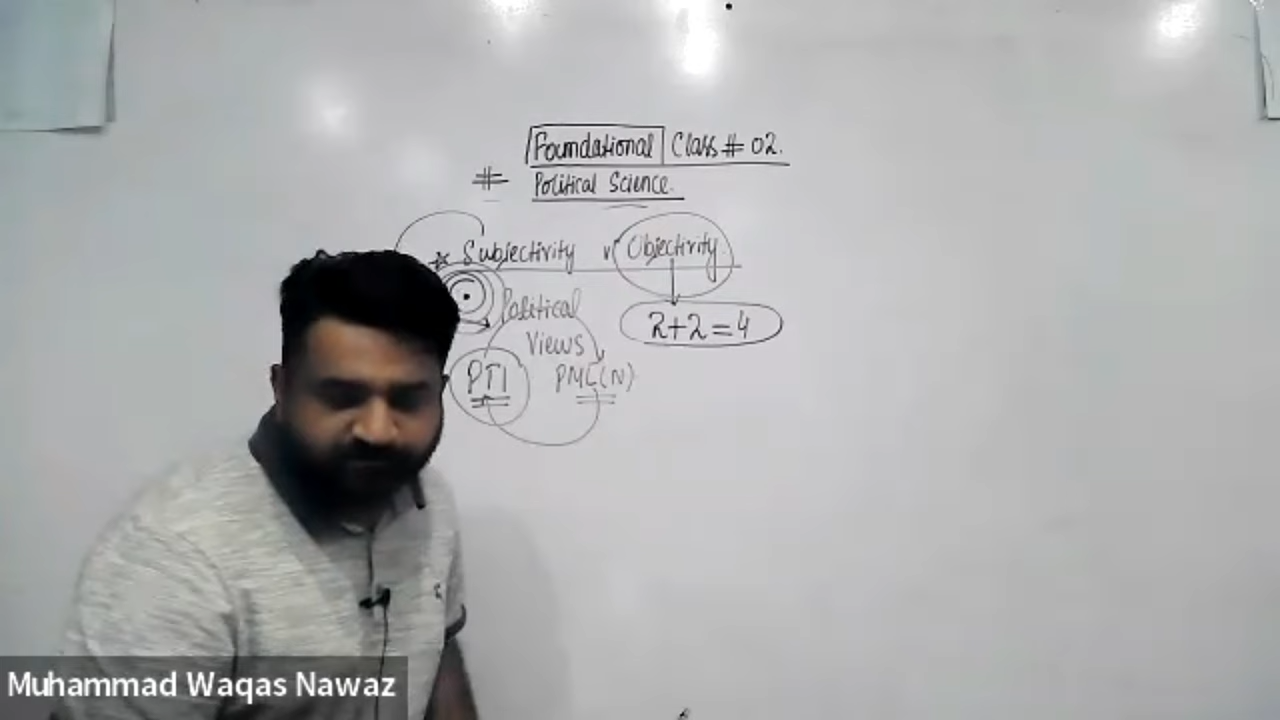 Foundational Class # 02.
# Political Science.
* Subjectivity v Objectivity
Political
Views
2+2=4
PTI PML(N)
Muhammad Waqas Nawaz